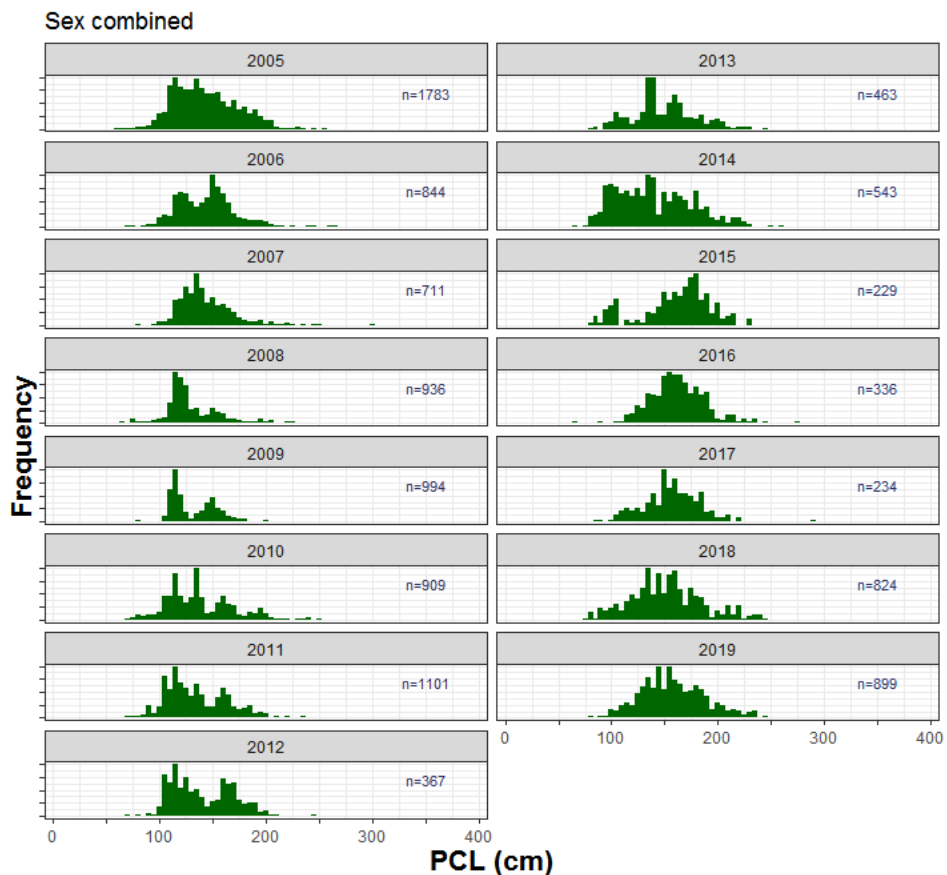 Sex combined
2005
n=1783
2006
n=844
2007
n=711
2008
n=936
2009
n=994
2010
n=909
2011
n=1101
2012
n=367
2013
n=463
2014
n=543
2015
n=229
2016
n=336
2017
n=234
2018
n=824
2019
n=899
0 100 200 300 400
0 100 200 300 400
Frequency
PCL (cm)